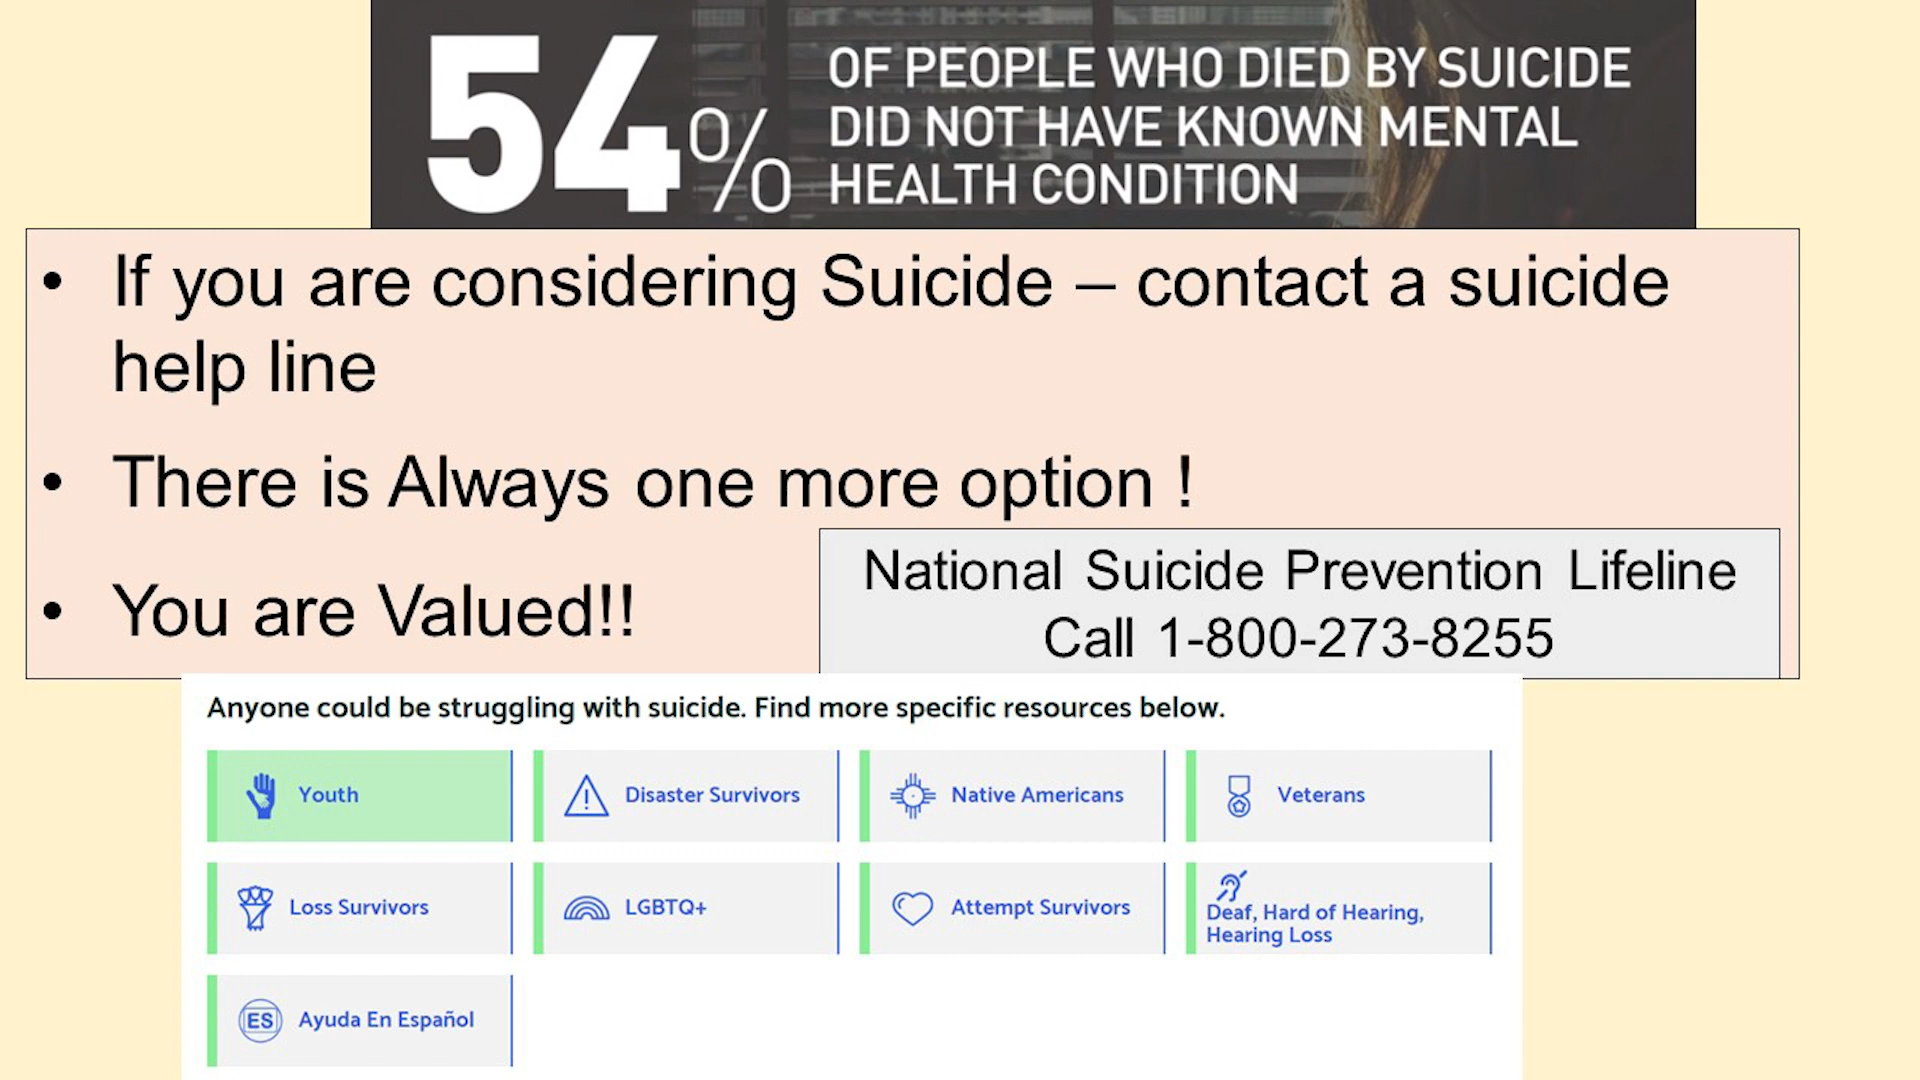 54% OF PEOPLE WHO DIED BY SUICIDE
DID NOT HAVE KNOWN MENTAL
HEALTH CONDITION
• If you are considering Suicide – contact a suicide
help line
• There is Always one more option !
• You are Valued!!
National Suicide Prevention Lifeline
Call 1-800-273-8255
Anyone could be struggling with suicide. Find more specific resources below.
Youth
Disaster Survivors
Native Americans
Veterans
Loss Survivors
LGBTQ+
Attempt Survivors
Deaf, Hard of Hearing,
Hearing Loss
ES Ayuda En Español